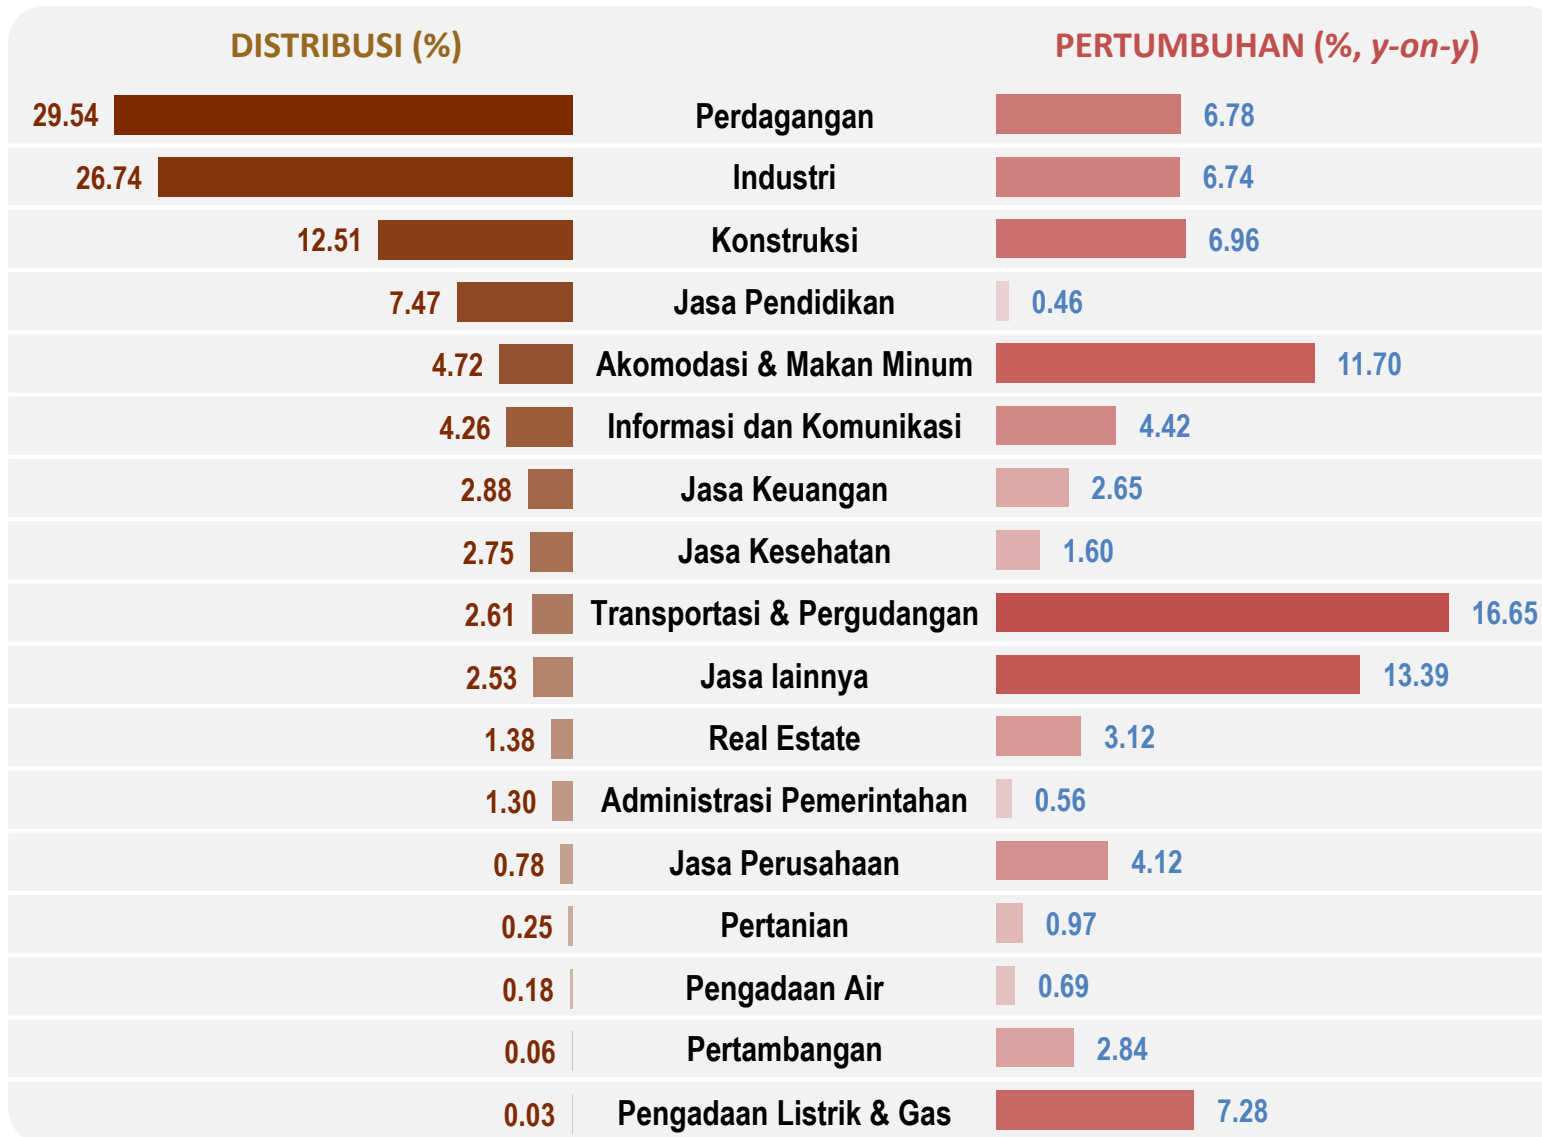 DISTRIBUSI (%) PERTUMBUHAN (%, y-on-y)
29.54 Perdagangan 6.78
26.74 Industri 6.74
12.51 Konstruksi 6.96
7.47 Jasa Pendidikan 0.46
4.72 Akomodasi & Makan Minum 11.70
4.26 Informasi dan Komunikasi 4.42
2.88 Jasa Keuangan 2.65
2.75 Jasa Kesehatan 1.60
2.61 Transportasi & Pergudangan 16.65
2.53 Jasa lainnya 13.39
1.38 Real Estate 3.12
1.30 Administrasi Pemerintahan 0.56
0.78 Jasa Perusahaan 4.12
0.25 Pertanian 0.97
0.18 Pengadaan Air 0.69
0.06 Pertambangan 2.84
0.03 Pengadaan Listrik & Gas 7.28